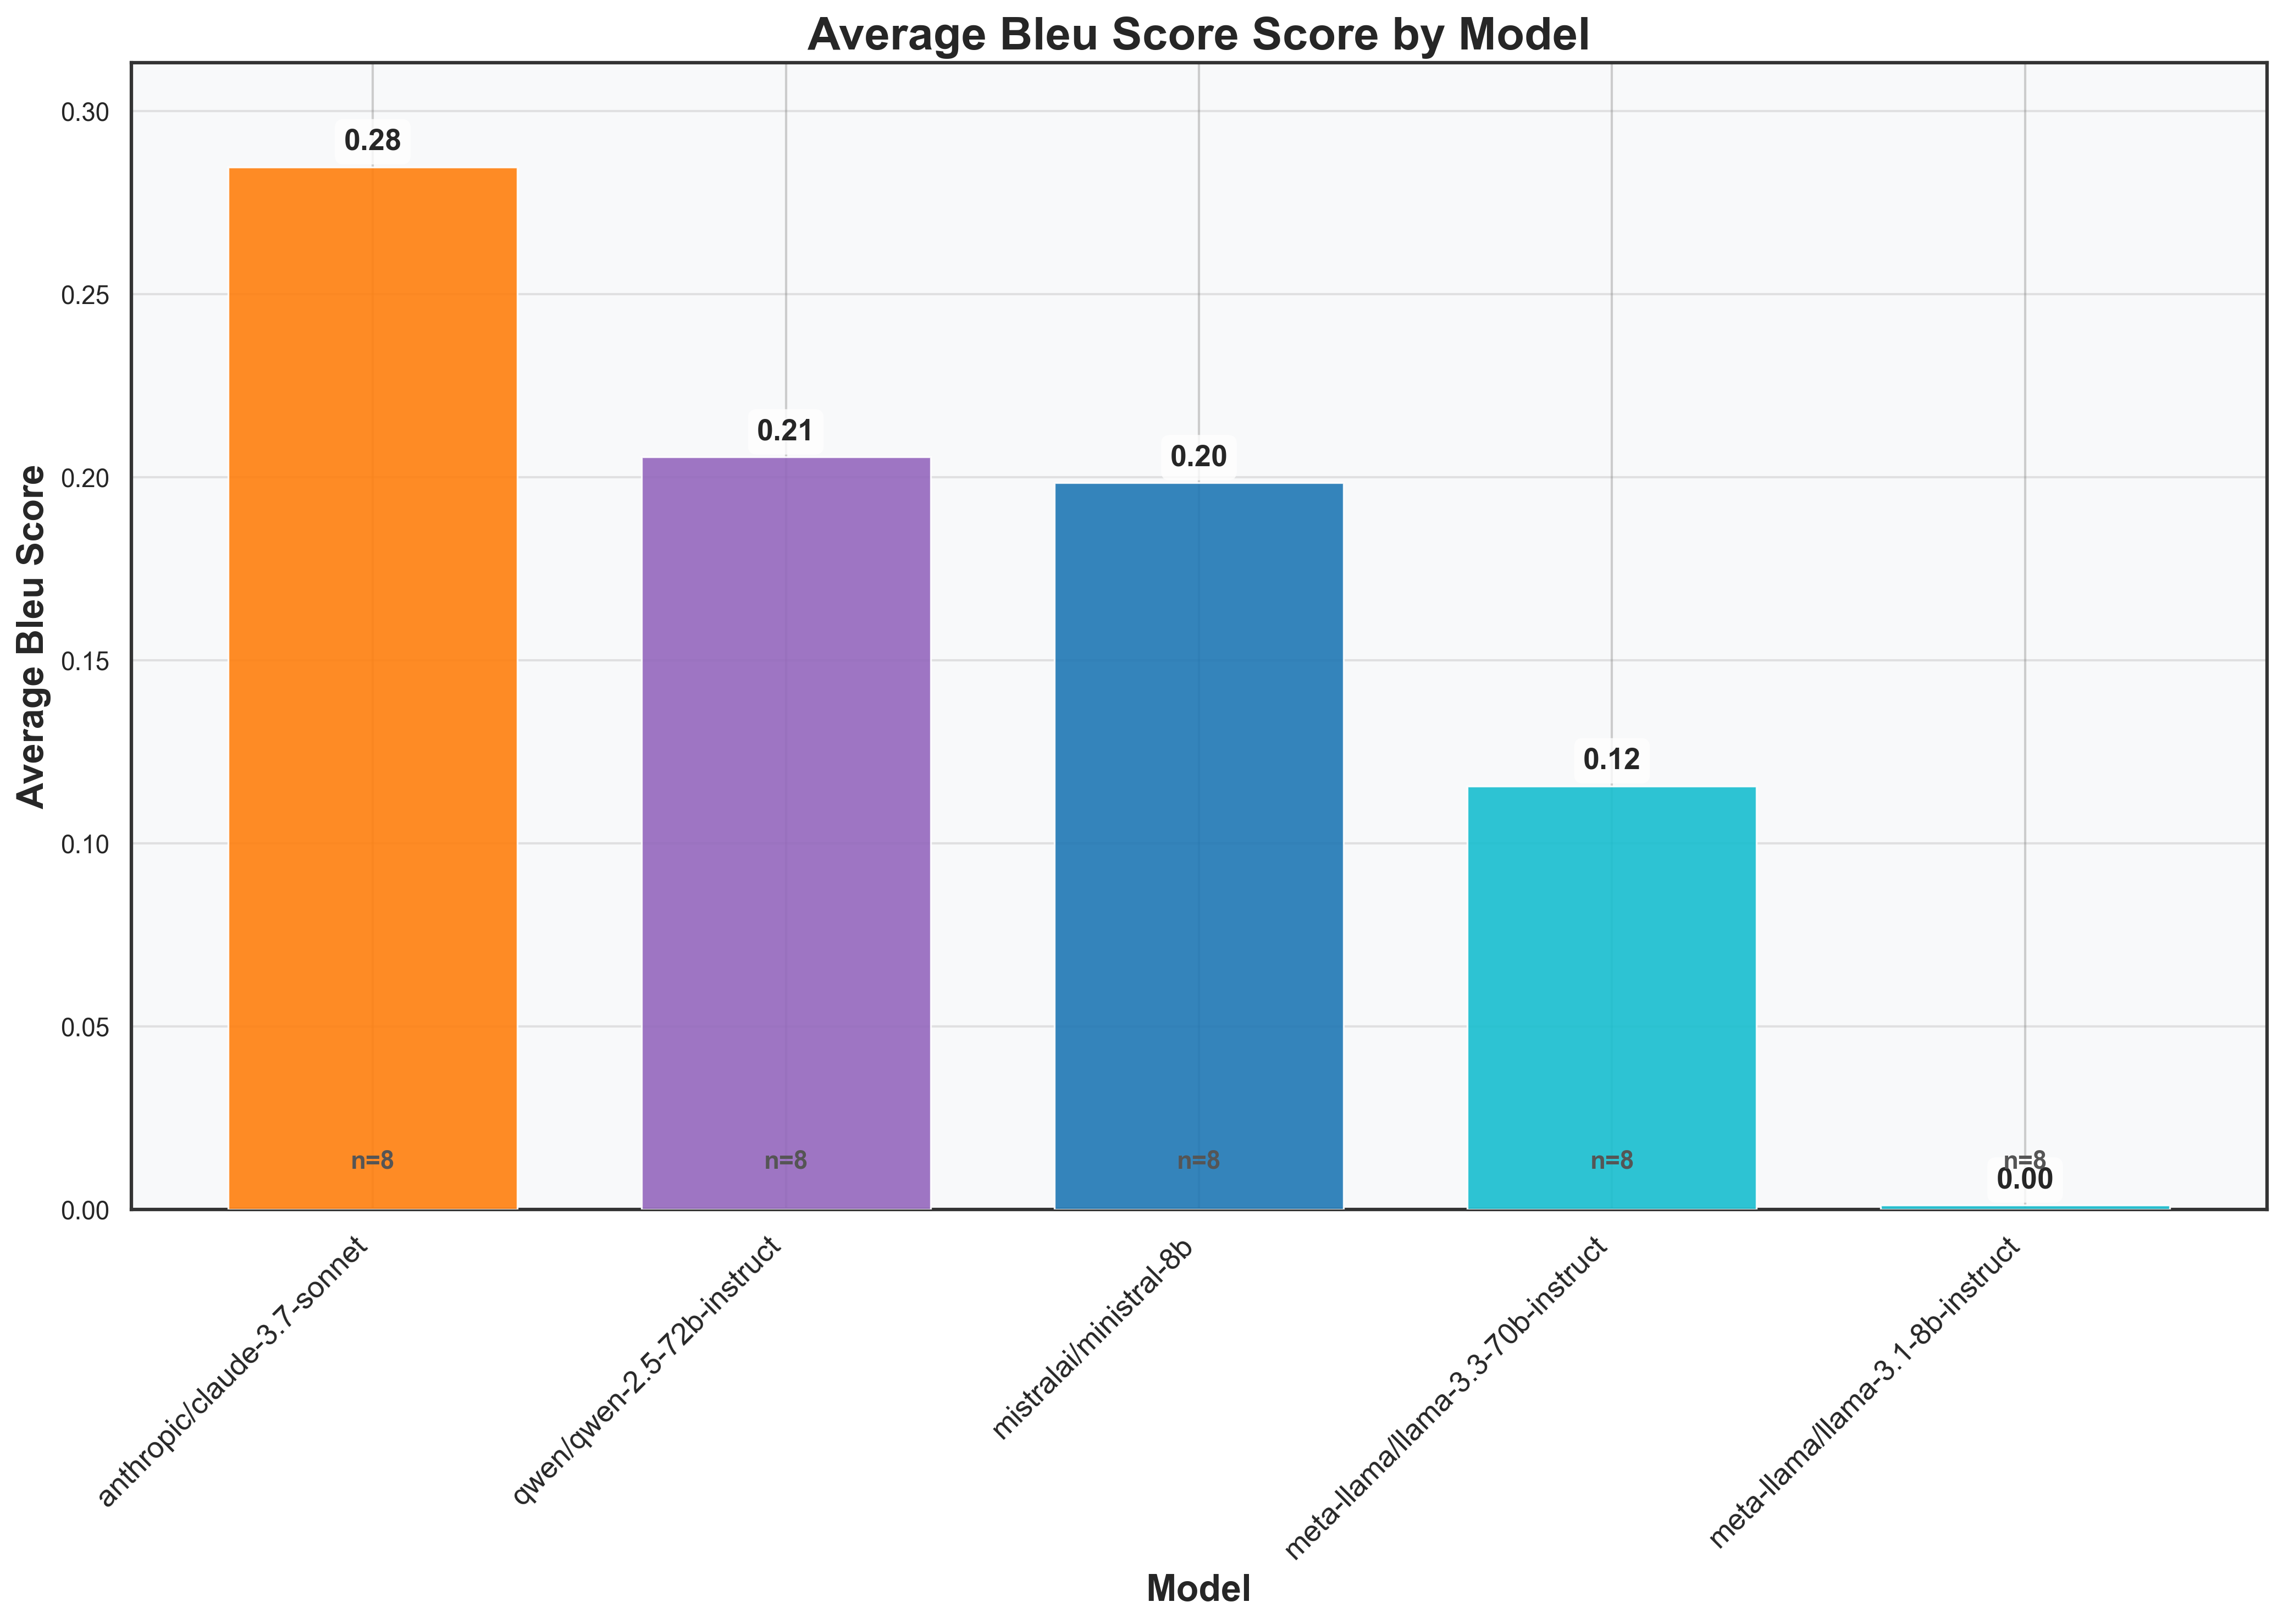 Average Bleu Score Score by Model
Average Bleu Score
0.30
0.25
0.20
0.15
0.10
0.05
0.00
0.28
0.21
0.20
0.12
0.00
n=8
n=8
n=8
n=8
n=8
anthropic/claude-3.7-sonnet
qwen/qwen-2.5-72b-instruct
mistralai/ministral-8b
meta-llama/llama-3.3-70b-instruct
meta-llama/llama-3.1-8b-instruct
Model